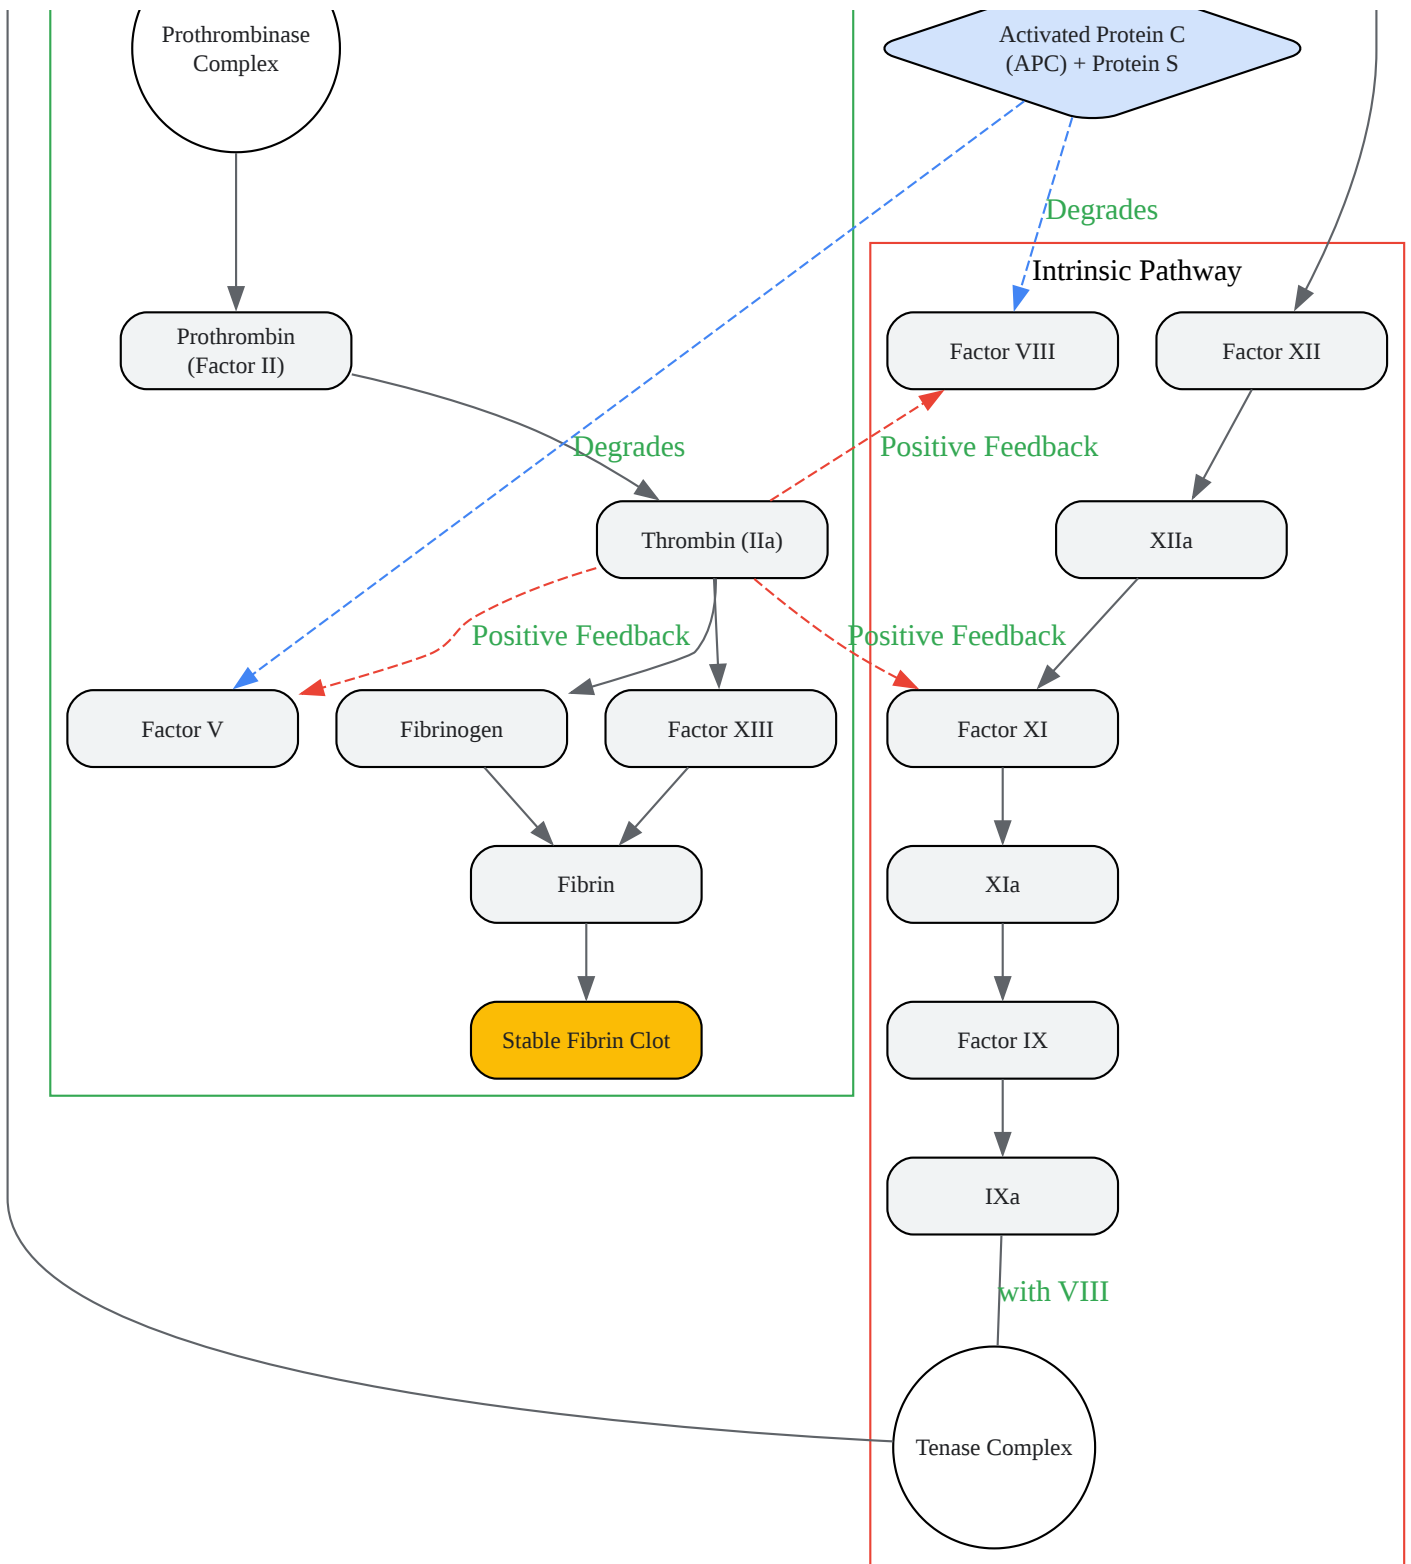 Prothrombinase
Complex
Activated Protein C
(APC) + Protein S
Degrades
Intrinsic Pathway
Prothrombin
(Factor II)
Factor VIII
Factor XII
Degrades
Positive Feedback
Thrombin (IIa)
XIIa
Positive Feedback
Positive Feedback
Factor V
Fibrinogen
Factor XIII
Factor XI
Fibrin
XIa
Stable Fibrin Clot
Factor IX
IXa
with VIII
Tenase Complex